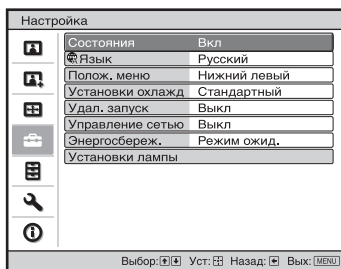 Настройка
Состояния Вкл
Язык Русский
Полож. меню Нижний левый
Установки охлажд Стандартный
Удал. запуск Выкл
Управление сетью Выкл
Энергосбереж. Режим ожид.
Установки лампы
Выбор: Уст: Назад: Вых: MENU